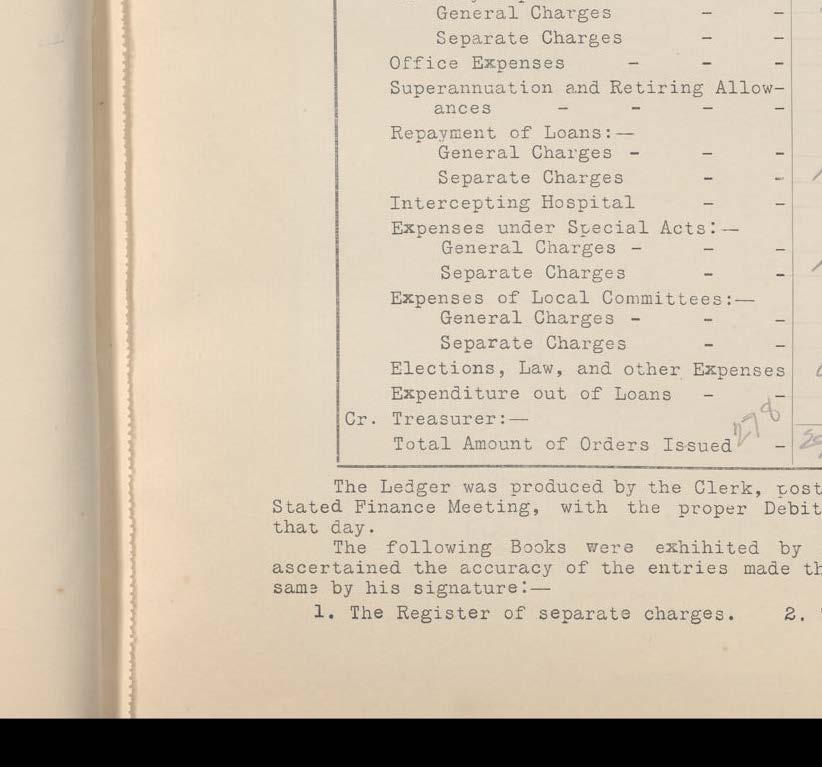 General Charges - -
Separate Charges - -
Office Expenses - - -
Superannuation and Retiring Allow-
ances - - - -
Repayment of Loans:—
General Charges - - -
Separate Charges - -
Intercepting Hospital - -
Expenses under Special Acts:—
General Charges - - -
Separate Charges - -
Expenses of Local Committees:—
General Charges - - -
Separate Charges - -
Elections, Law, and other Expenses
Expenditure out of Loans - -
Cr. Treasurer:—
Total Amount of Orders Issued -
278
The Ledger was produced by the Clerk, post
Stated Finance Meeting, with the proper Debit
that day.
The following Books were exhihited by
ascertained the accuracy of the entries made th
same by his signature:—
1. The Register of separate charges. 2.